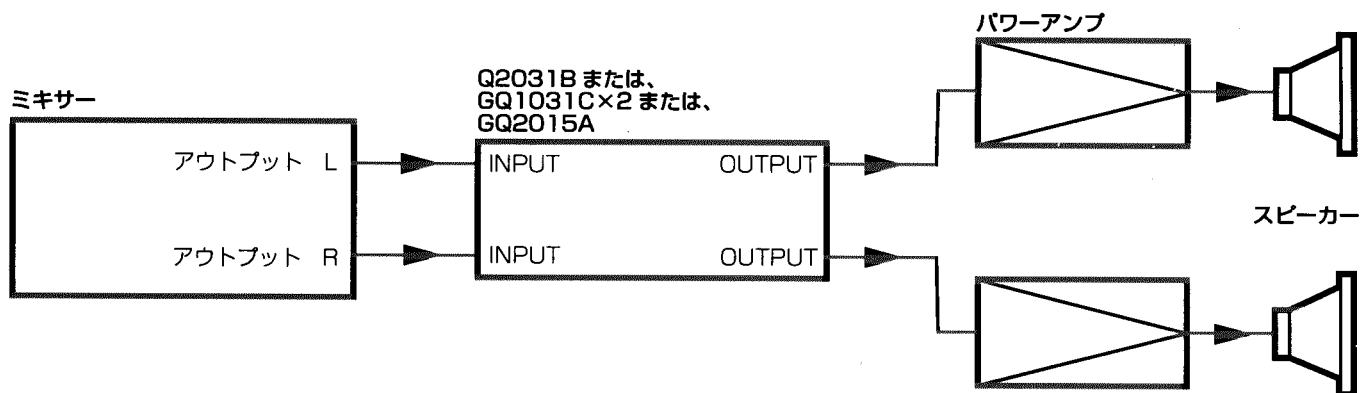 パワーアンプ
ミキサー
Q2031B または、
GQ1031C×2 または、
GQ2015A
アウトプット L
INPUT
OUTPUT
スピーカー
アウトプット R
INPUT
OUTPUT